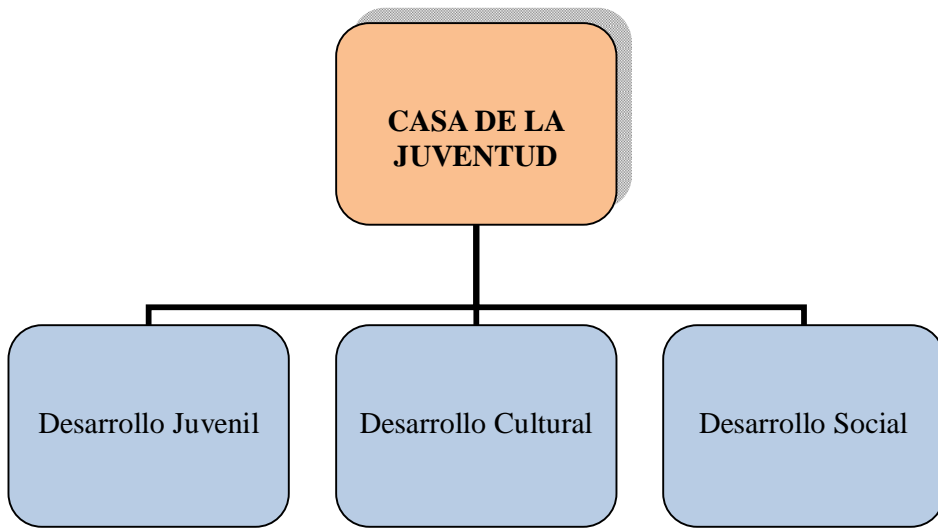 CASA DE LA
JUVENTUD
Desarrollo Juvenil
Desarrollo Cultural
Desarrollo Social